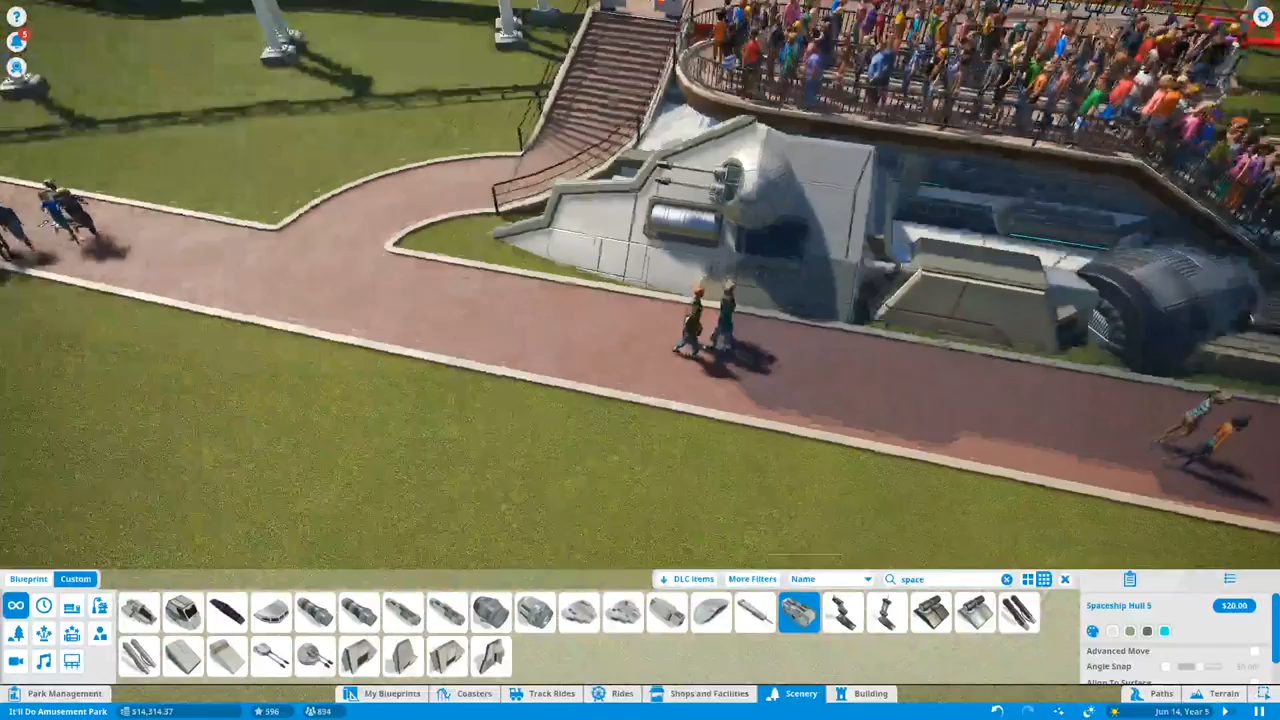 5
Blueprint
Custom
DLC Items
More Filters
Name
space
Spaceship Hull 5
$20.00
Advanced Move
Angle Snap
Park Management
My Blueprints
Coasters
Track Rides
Rides
Shops and Facilities
Scenery
Building
Paths
Terrain
It'll Do Amusement Park
$14,314.37
596
894
Jun 14, Year 5